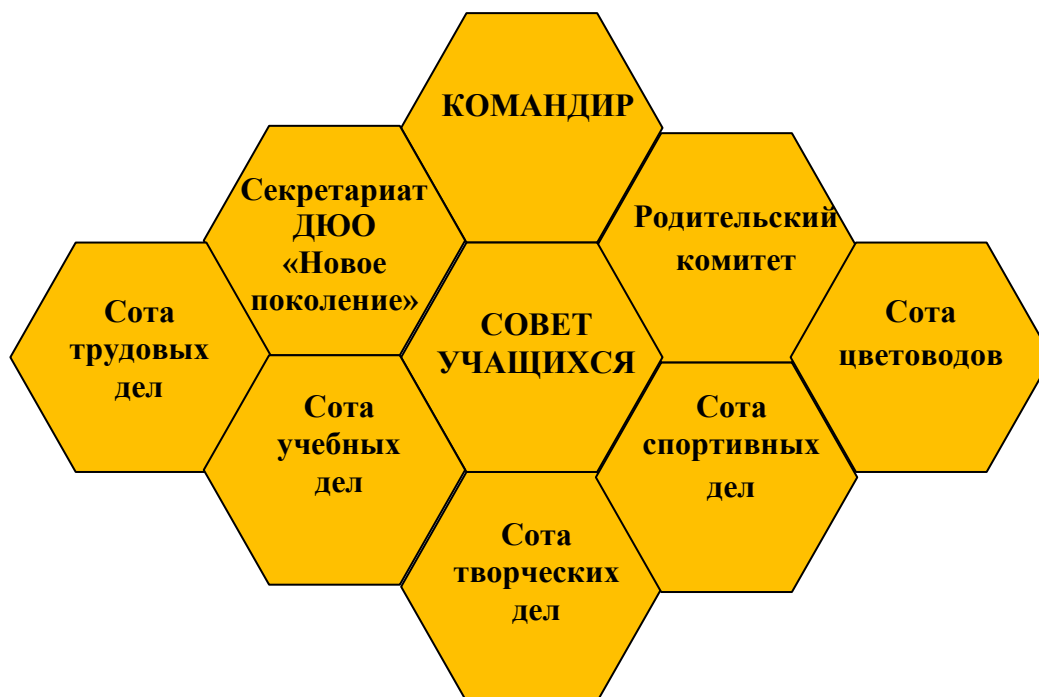 КОМАНДИР
Секретариат
ДЮО
«Новое
поколение»
Родительский
комитет
Сота
трудовых
дел
СОВЕТ
УЧАЩИХСЯ
Сота
цветоводов
Сота
учебных
дел
Сота
спортивных
дел
Сота
творческих
дел